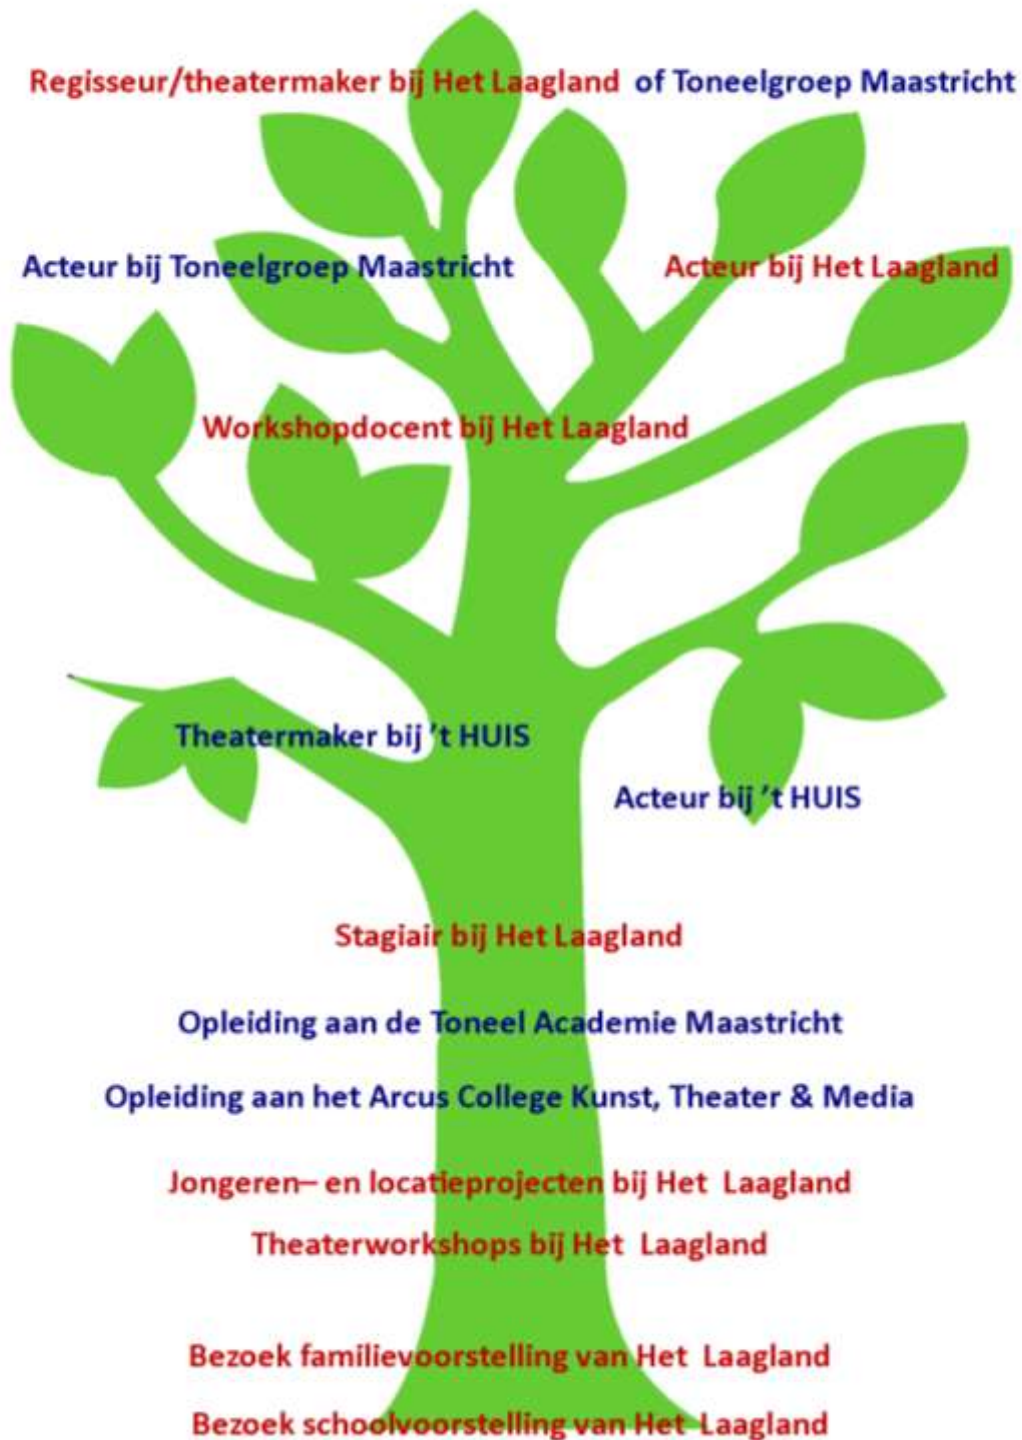 Regisseur/theatermaker bij Het Laagland of Toneelgroep Maastricht
Acteur bij Toneelgroep Maastricht
Acteur bij Het Laagland
Workshopdocent bij Het Laagland
Theatermaker bij ’t HUIS
Acteur bij ’t HUIS
Stagiair bij Het Laagland
Opleiding aan de Toneel Academie Maastricht
Opleiding aan het Arcus College Kunst, Theater & Media
Jongeren– en locatieprojecten bij Het Laagland
Theaterworkshops bij Het Laagland
Bezoek familievoorstelling van Het Laagland
Bezoek schoolvoorstelling van Het Laagland